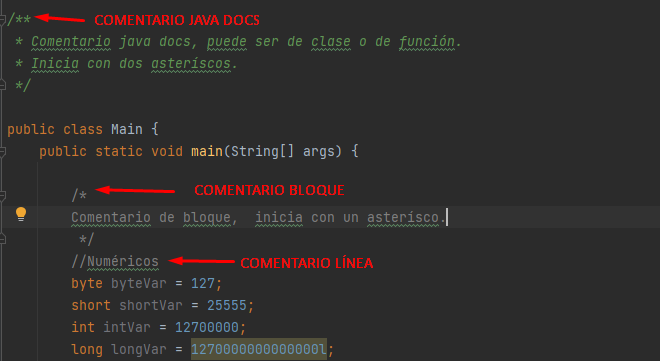 /** COMENTARIO JAVA DOCS
* Comentario java docs, puede ser de clase o de función.
* Inicia con dos asteriscos.
*/
public class Main {
public static void main(String[] args) {
/* COMENTARIO BLOQUE
Comentario de bloque, inicia con un asterisco.
*/
//Numéricos COMENTARIO LÍNEA
byte byteVar = 127;
short shortVar = 25555;
int intVar = 12700000;
long longVar = 12700000000000000l;